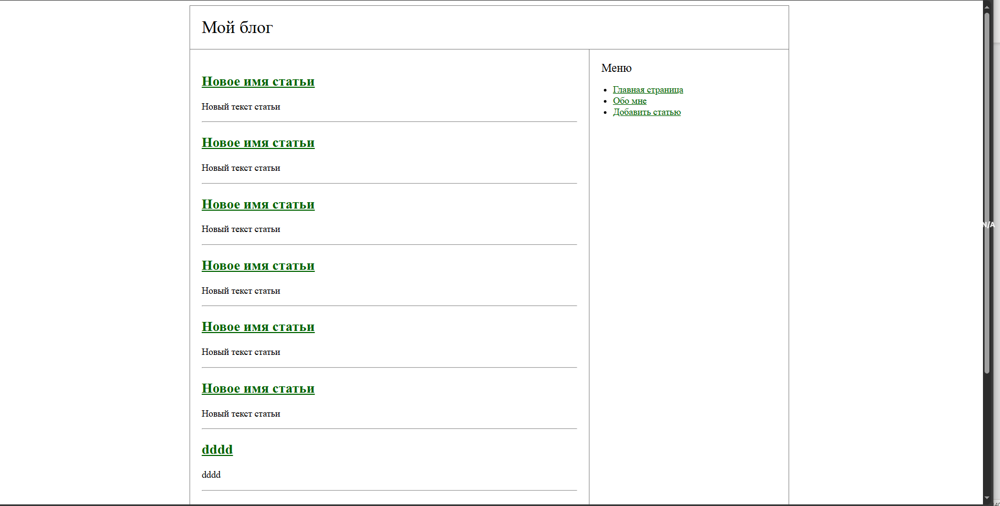 Мой блог
Новое имя статьи
Новый текст статьи
Новое имя статьи
Новый текст статьи
Новое имя статьи
Новый текст статьи
Новое имя статьи
Новый текст статьи
Новое имя статьи
Новый текст статьи
Новое имя статьи
Новый текст статьи
dddd
dddd
Меню
Главная страница
Обо мне
Добавить статью
N/A